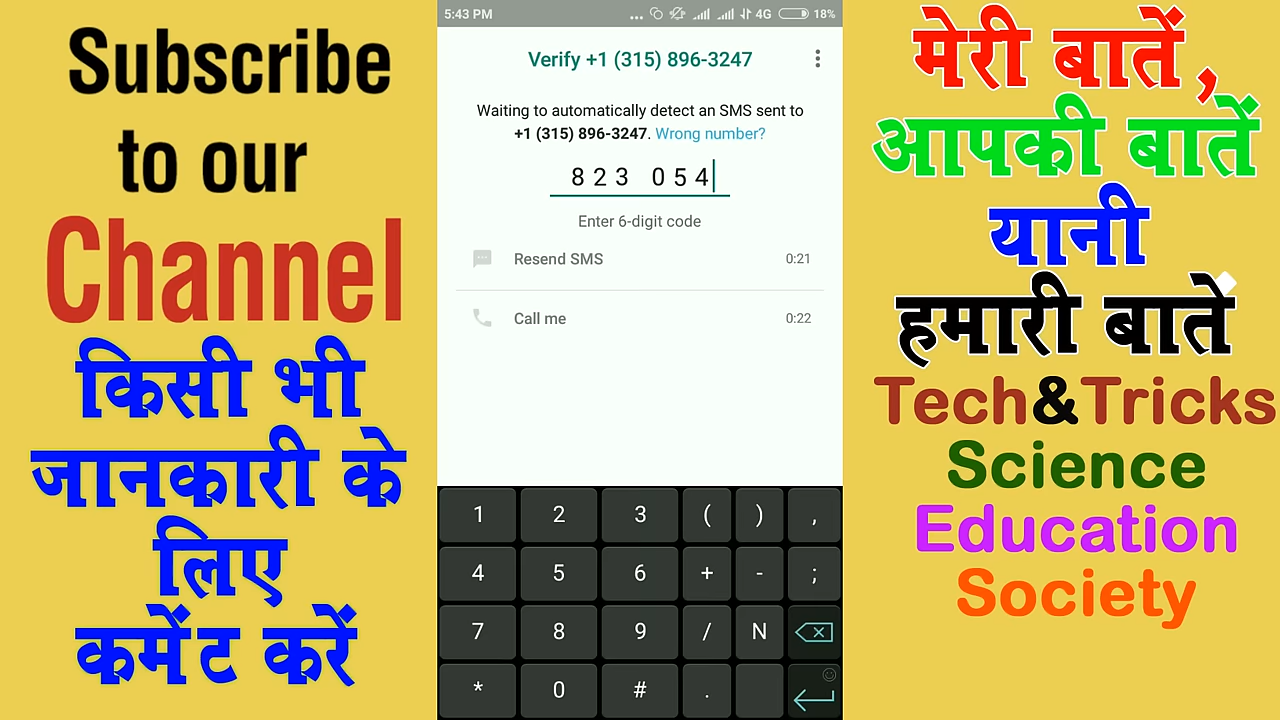 Subscribe
to our
Channel
किसी भी
जानकारी के
लिए
कमेंट करें
5:43 PM
... 4G 18%
Verify +1 (315) 896-3247
Waiting to automatically detect an SMS sent to
+1 (315) 896-3247. Wrong number?
823 054
Enter 6-digit code
Resend SMS 0:21
Call me 0:22
1 2 3 ( ) ,
4 5 6 + - ;
7 8 9 / N
* 0 # .
मेरी बातें,
आपकी बातें
यानी
हमारी बातें
Tech&Tricks
Science
Education
Society